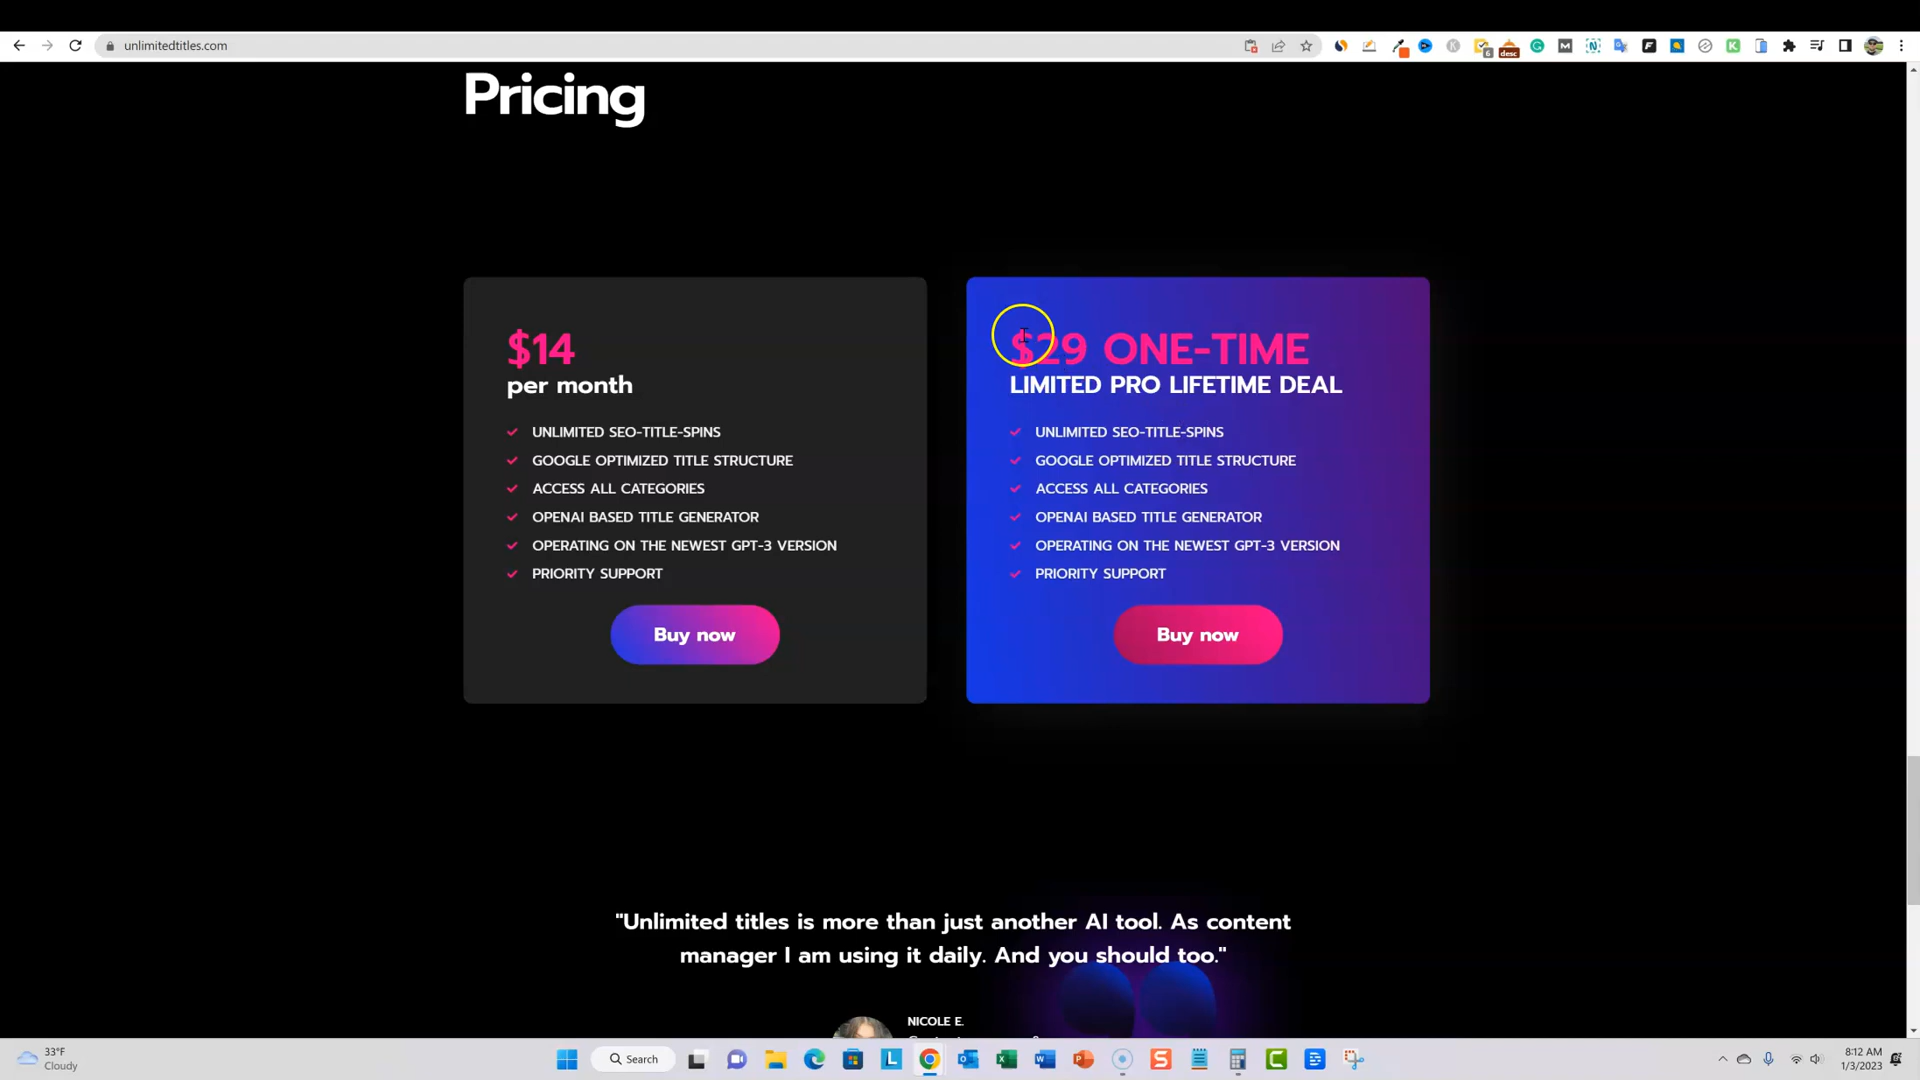 unlimitedtitles.com
6
desc
Pricing
$14
per month
UNLIMITED SEO-TITLE-SPINS
GOOGLE OPTIMIZED TITLE STRUCTURE
ACCESS ALL CATEGORIES
OPENAI BASED TITLE GENERATOR
OPERATING ON THE NEWEST GPT-3 VERSION
PRIORITY SUPPORT
Buy now
$29 ONE-TIME
LIMITED PRO LIFETIME DEAL
UNLIMITED SEO-TITLE-SPINS
GOOGLE OPTIMIZED TITLE STRUCTURE
ACCESS ALL CATEGORIES
OPENAI BASED TITLE GENERATOR
OPERATING ON THE NEWEST GPT-3 VERSION
PRIORITY SUPPORT
Buy now
"Unlimited titles is more than just another AI tool. As content
manager I am using it daily. And you should too."
NICOLE E.
33°F
Cloudy
Search
8:12 AM
1/3/2023